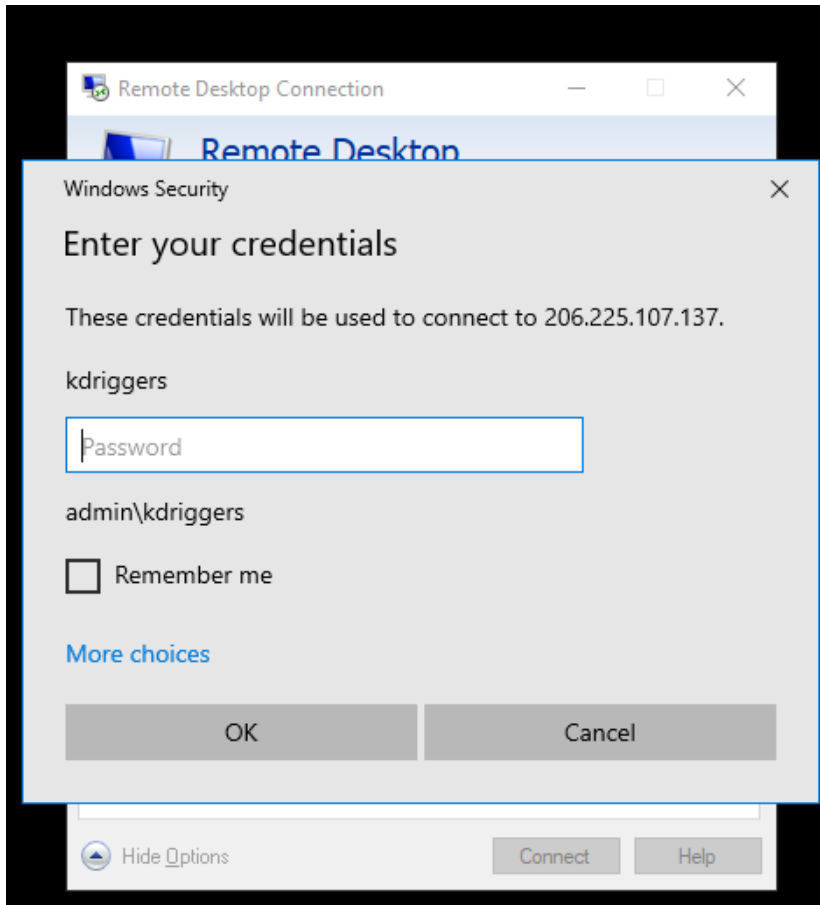 Remote Desktop Connection
Remote Desktop
Windows Security
Enter your credentials
These credentials will be used to connect to 206.225.107.137.
kdriggers
Password
admin\kdriggers
Remember me
More choices
OK Cancel
Hide Options Connect Help